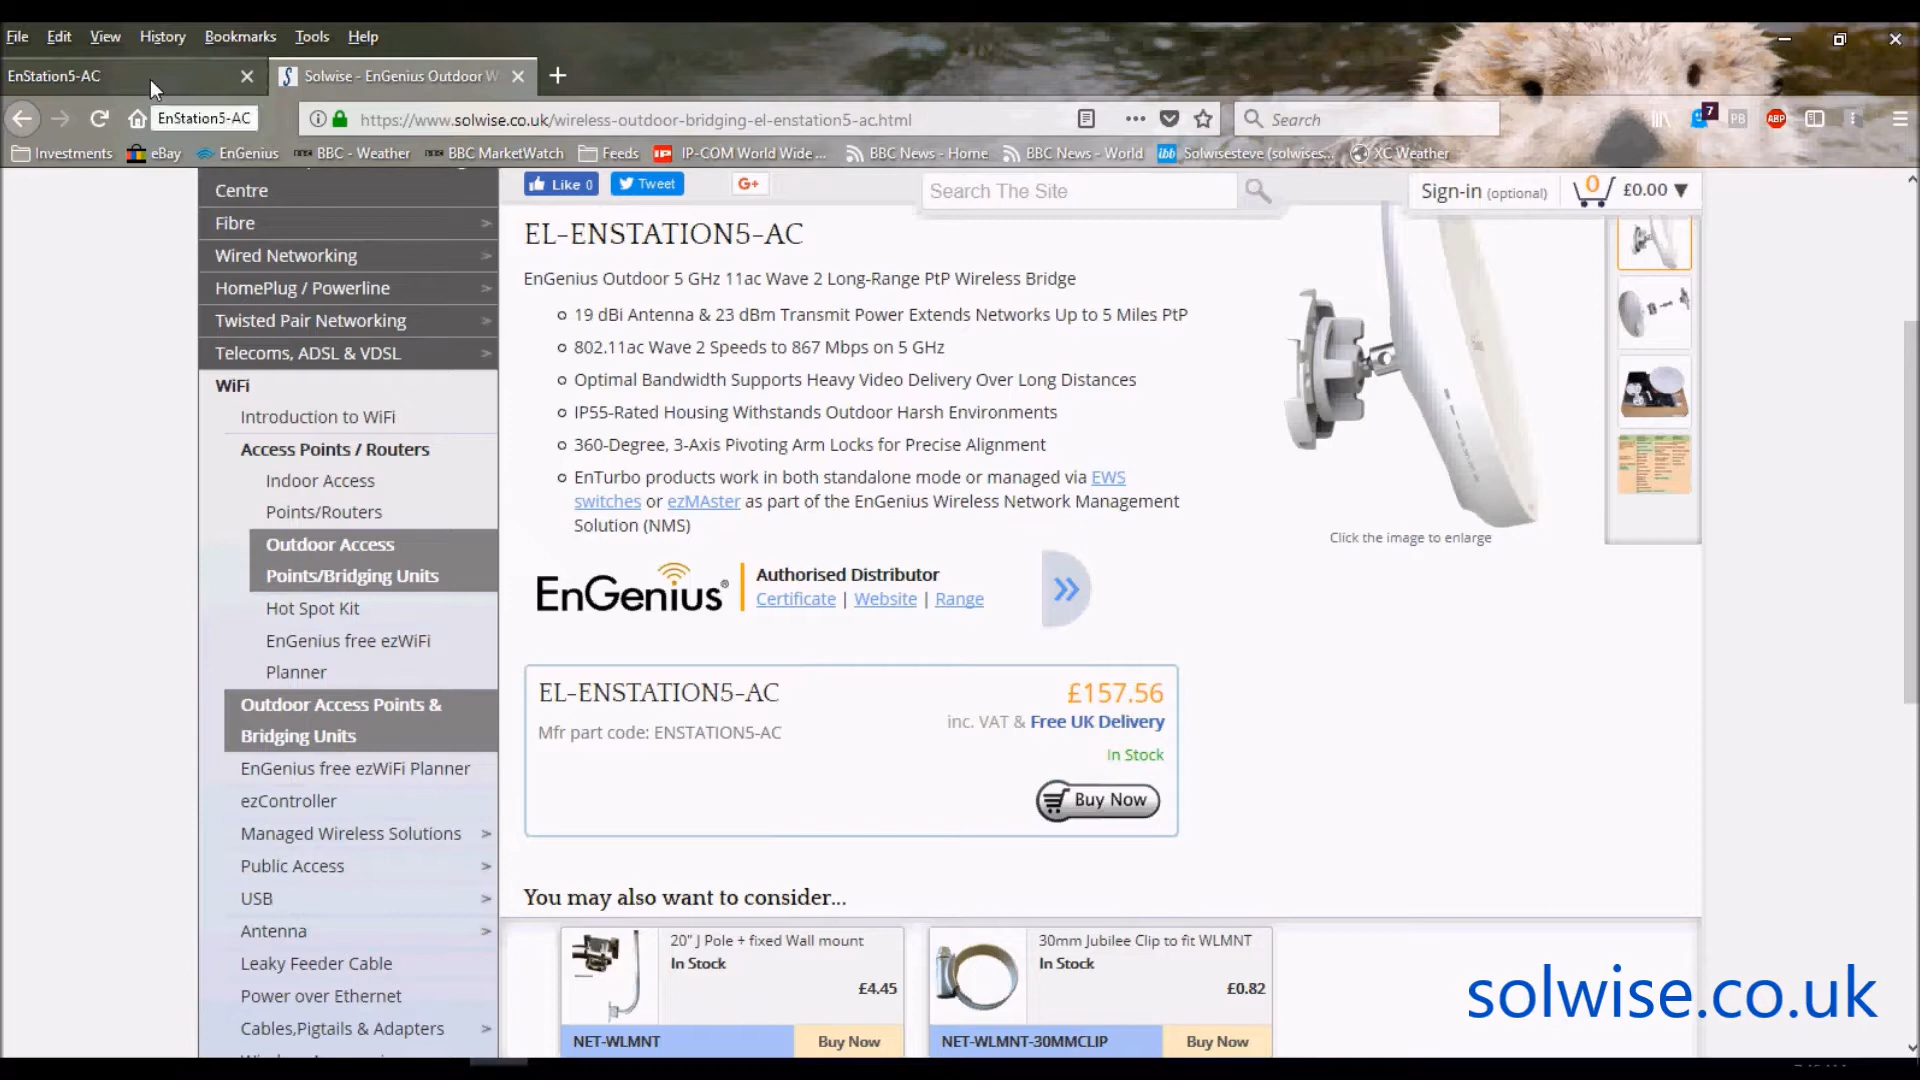 File Edit View History Bookmarks Tools Help
EnStation5-AC
Solwise - EnGenius Outdoor W
EnStation5-AC
https://www.solwise.co.uk/wireless-outdoor-bridging-el-enstation5-ac.html
Search
7
PB
ABP
Investments eBay EnGenius BBC - Weather BBC MarketWatch Feeds IP-COM World Wide ... BBC News - Home BBC News - World Solwisesteve (solwises... XC Weather
Centre
Fibre >
Wired Networking >
HomePlug / Powerline >
Twisted Pair Networking >
Telecoms, ADSL & VDSL >
WiFi
Introduction to WiFi
Access Points / Routers
Indoor Access
Points/Routers
Outdoor Access
Points/Bridging Units
Hot Spot Kit
EnGenius free ezWiFi
Planner
Outdoor Access Points &
Bridging Units
EnGenius free ezWiFi Planner
ezController
Managed Wireless Solutions >
Public Access >
USB >
Antenna >
Leaky Feeder Cable
Power over Ethernet
Cables,Pigtails & Adapters >
Like 0
Tweet
G+
Search The Site
Sign-in (optional)
0 £0.00 ▼
EL-ENSTATION5-AC
EnGenius Outdoor 5 GHz 11ac Wave 2 Long-Range PtP Wireless Bridge
19 dBi Antenna & 23 dBm Transmit Power Extends Networks Up to 5 Miles PtP
802.11ac Wave 2 Speeds to 867 Mbps on 5 GHz
Optimal Bandwidth Supports Heavy Video Delivery Over Long Distances
IP55-Rated Housing Withstands Outdoor Harsh Environments
360-Degree, 3-Axis Pivoting Arm Locks for Precise Alignment
EnTurbo products work in both standalone mode or managed via EWS
switches or ezMAster as part of the EnGenius Wireless Network Management
Solution (NMS)
Click the image to enlarge
EnGenius®
Authorised Distributor
Certificate | Website | Range
EL-ENSTATION5-AC
£157.56
Mfr part code: ENSTATION5-AC
inc. VAT & Free UK Delivery
In Stock
Buy Now
You may also want to consider...
20" J Pole + fixed Wall mount
In Stock
£4.45
NET-WLMNT
Buy Now
30mm Jubilee Clip to fit WLMNT
In Stock
£0.82
NET-WLMNT-30MMCLIP
Buy Now
solwise.co.uk